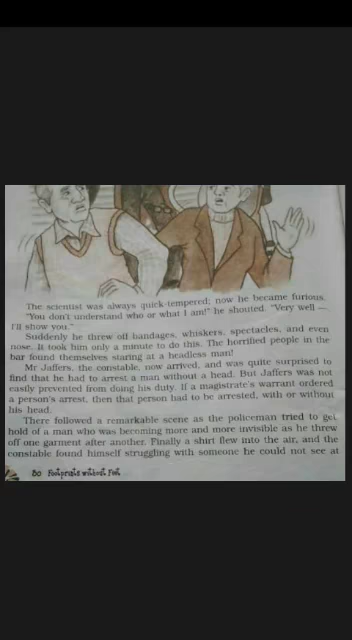 The scientist was always quick-tempered; now he became furious.
"You don't understand who or what I am!" he shouted. "Very well —
I'll show you."
Suddenly he threw off bandages, whiskers, spectacles, and even
nose. It took him only a minute to do this. The horrified people in the
bar found themselves staring at a headless man!
Mr Jaffers, the constable, now arrived, and was quite surprised to
find that he had to arrest a man without a head. But Jaffers was not
easily prevented from doing his duty. If a magistrate's warrant ordered
a person's arrest, then that person had to be arrested, with or without
his head.
There followed a remarkable scene as the policeman tried to get
hold of a man who was becoming more and more invisible as he threw
off one garment after another. Finally a shirt flew into the air, and the
constable found himself struggling with someone he could not see at
30 Footprints without Feet